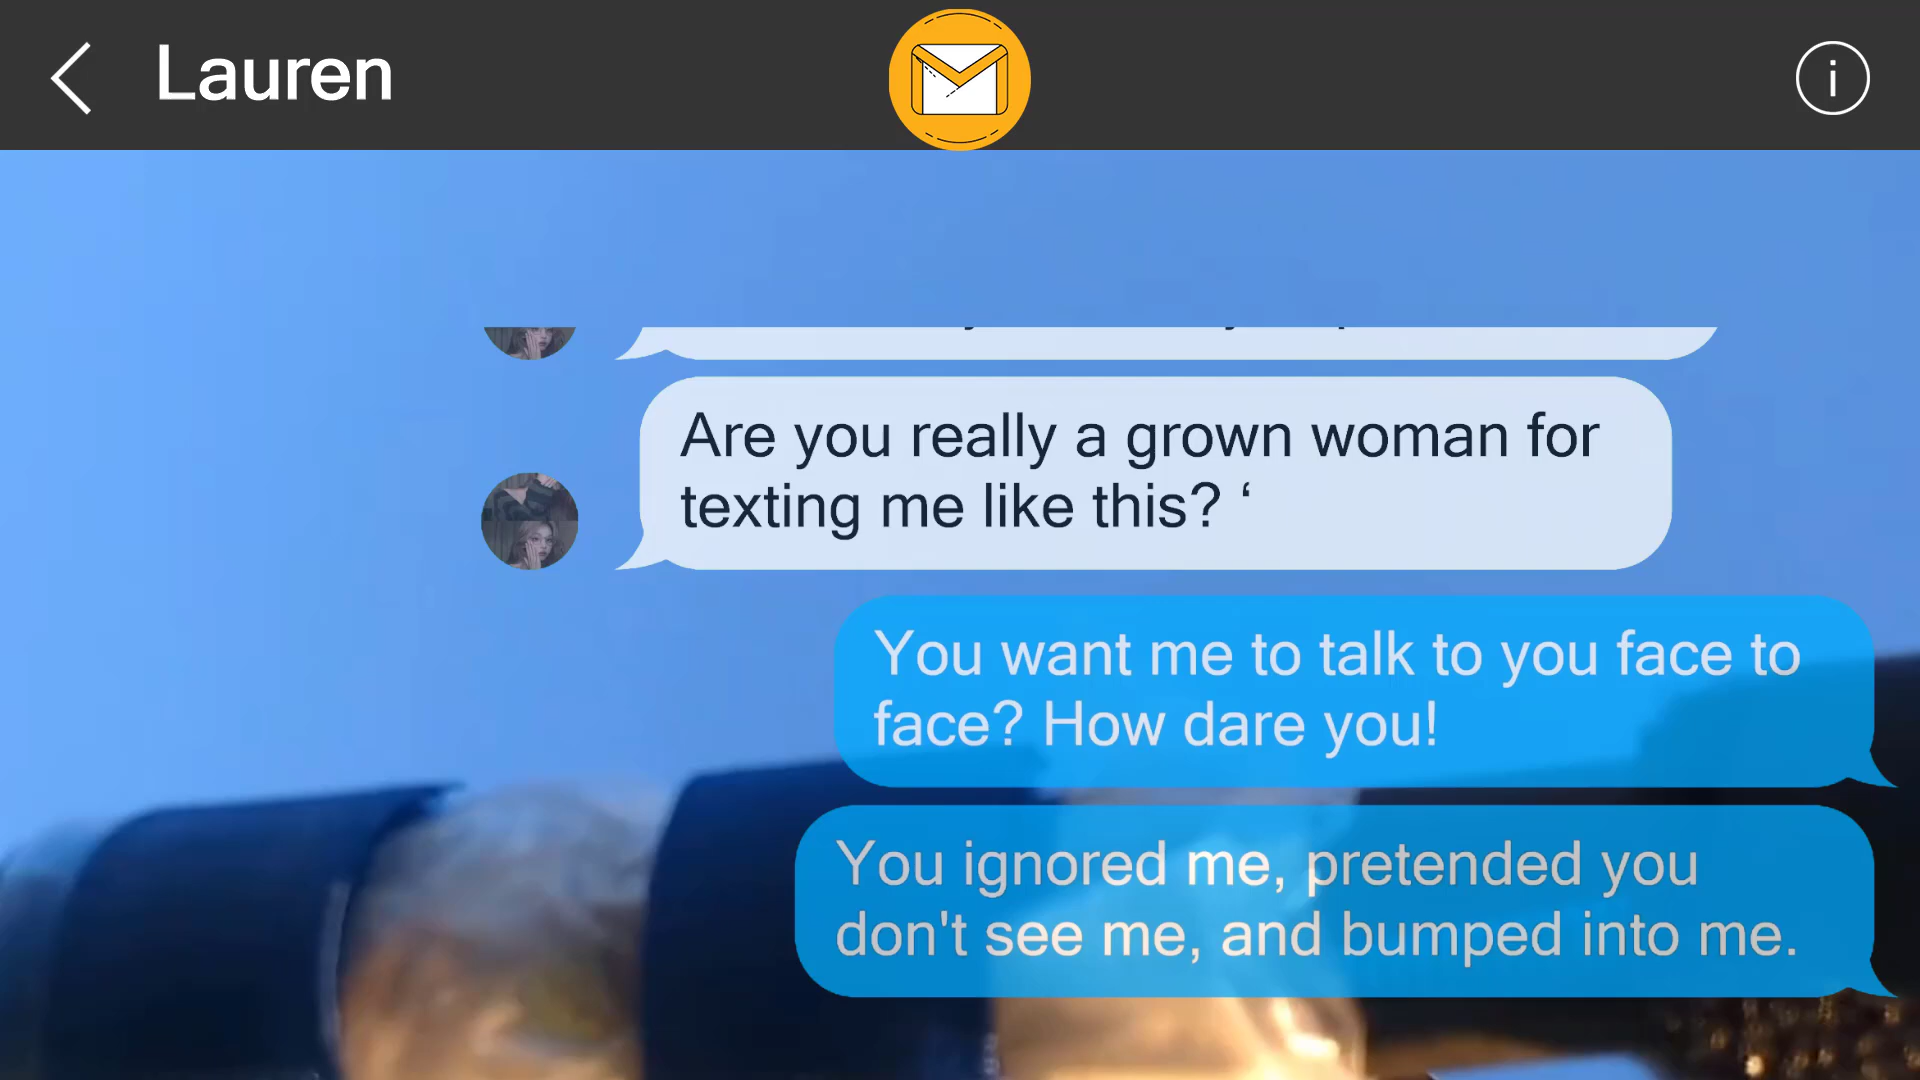 Lauren
i
Are you really a grown woman for
texting me like this? ‘
You want me to talk to you face to
face? How dare you!
You ignored me, pretended you
don't see me, and bumped into me.